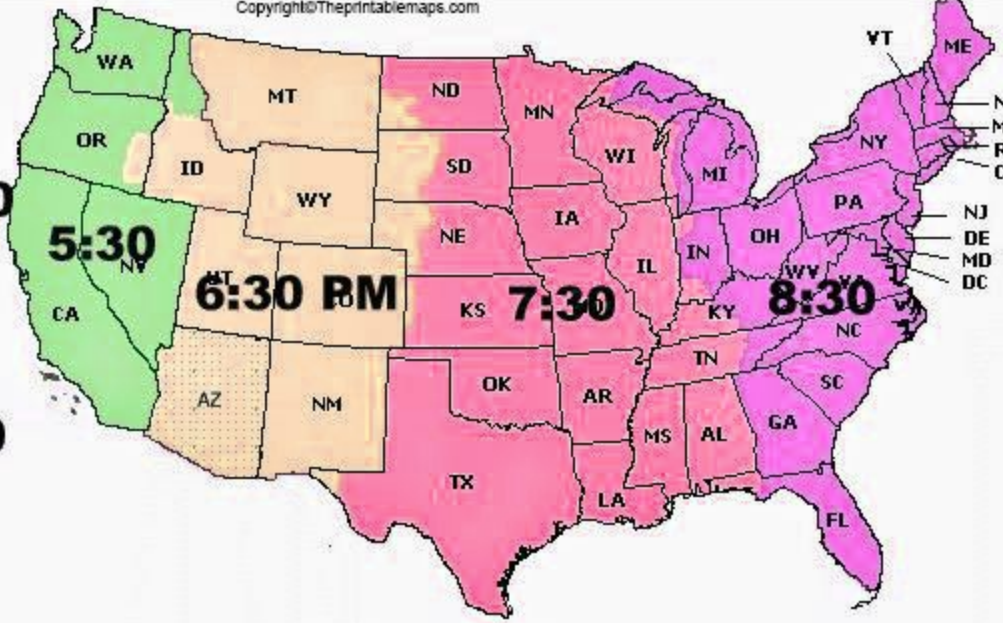 Copyright©Theprintablemaps.com
VT
ME
WA
MT
ND
MN
OR
ID
WI
NY
MI
SD
WY
PA
NJ
IA
NE
OH
DE
5:30
IN
IL
MD
NV
WV
VA
DC
6:30 PM
7:30
8:30
CA
KS
KY
NC
TN
OK
SC
AZ
NM
AR
GA
MS
AL
TX
LA
FL